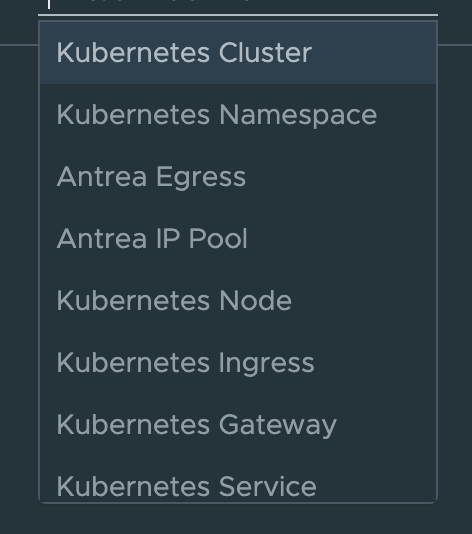 Kubernetes Cluster
Kubernetes Namespace
Antrea Egress
Antrea IP Pool
Kubernetes Node
Kubernetes Ingress
Kubernetes Gateway
Kubernetes Service